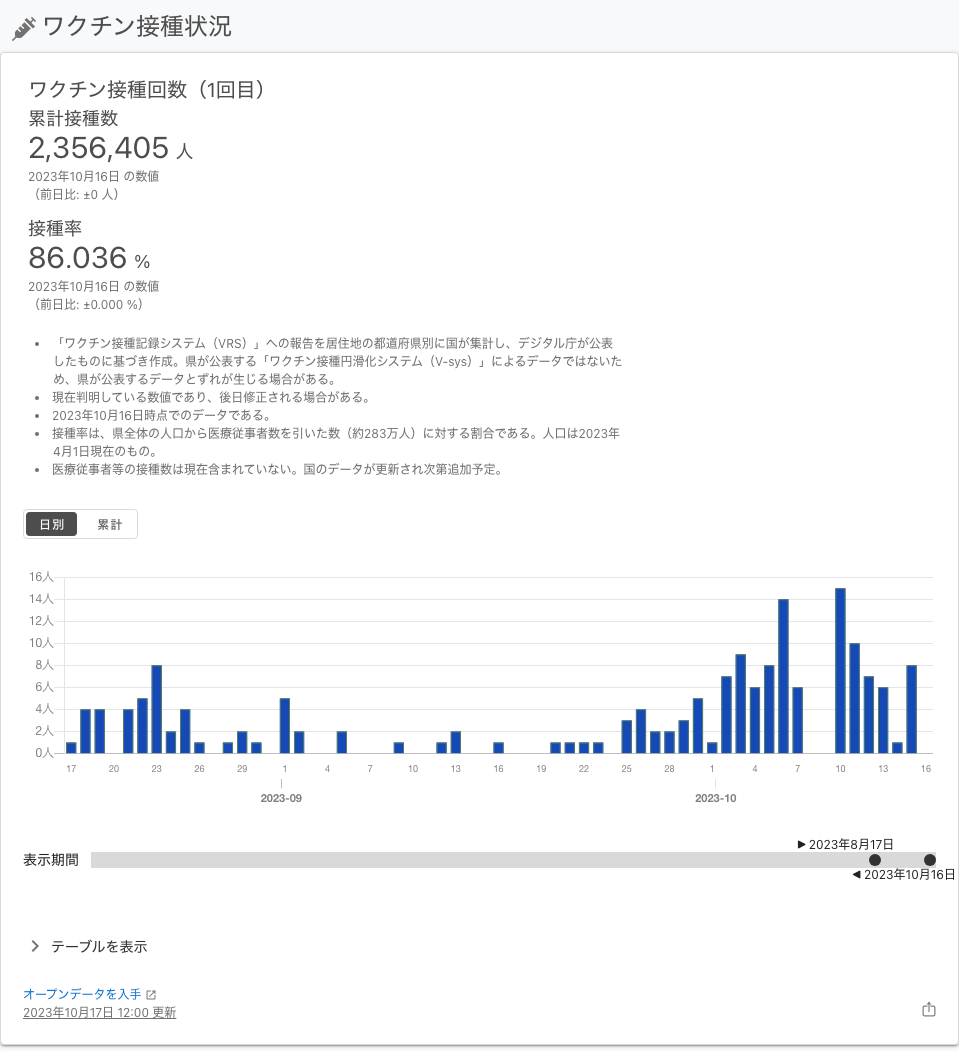 ワクチン接種状況
ワクチン接種回数（1回目）
累計接種数
2,356,405 人
2023年10月16日 の数値
（前日比: ±0 人）
接種率
86.036 %
2023年10月16日 の数値
（前日比: ±0.000 %）
• 「ワクチン接種記録システム（VRS）」への報告を居住地の都道府県別に国が集計し、デジタル庁が公表
したものに基づき作成。県が公表する「ワクチン接種円滑化システム（V-sys）」によるデータではないた
め、県が公表するデータとずれが生じる場合がある。
• 現在判明している数値であり、後日修正される場合がある。
• 2023年10月16日時点でのデータである。
• 接種率は、県全体の人口から医療従事者数を引いた数（約283万人）に対する割合である。人口は2023年
4月1日現在のもの。
• 医療従事者等の接種数は現在含まれていない。国のデータが更新され次第追加予定。
日別 累計
16人
14人
12人
10人
8人
6人
4人
2人
0人
17 20 23 26 29 1 4 7 10 13 16 19 22 25 28 1 4 7 10 13 16
2023-09 2023-10
▶ 2023年8月17日
表示期間
◀ 2023年10月16日
テーブルを表示
オープンデータを入手
2023年10月17日 12:00 更新